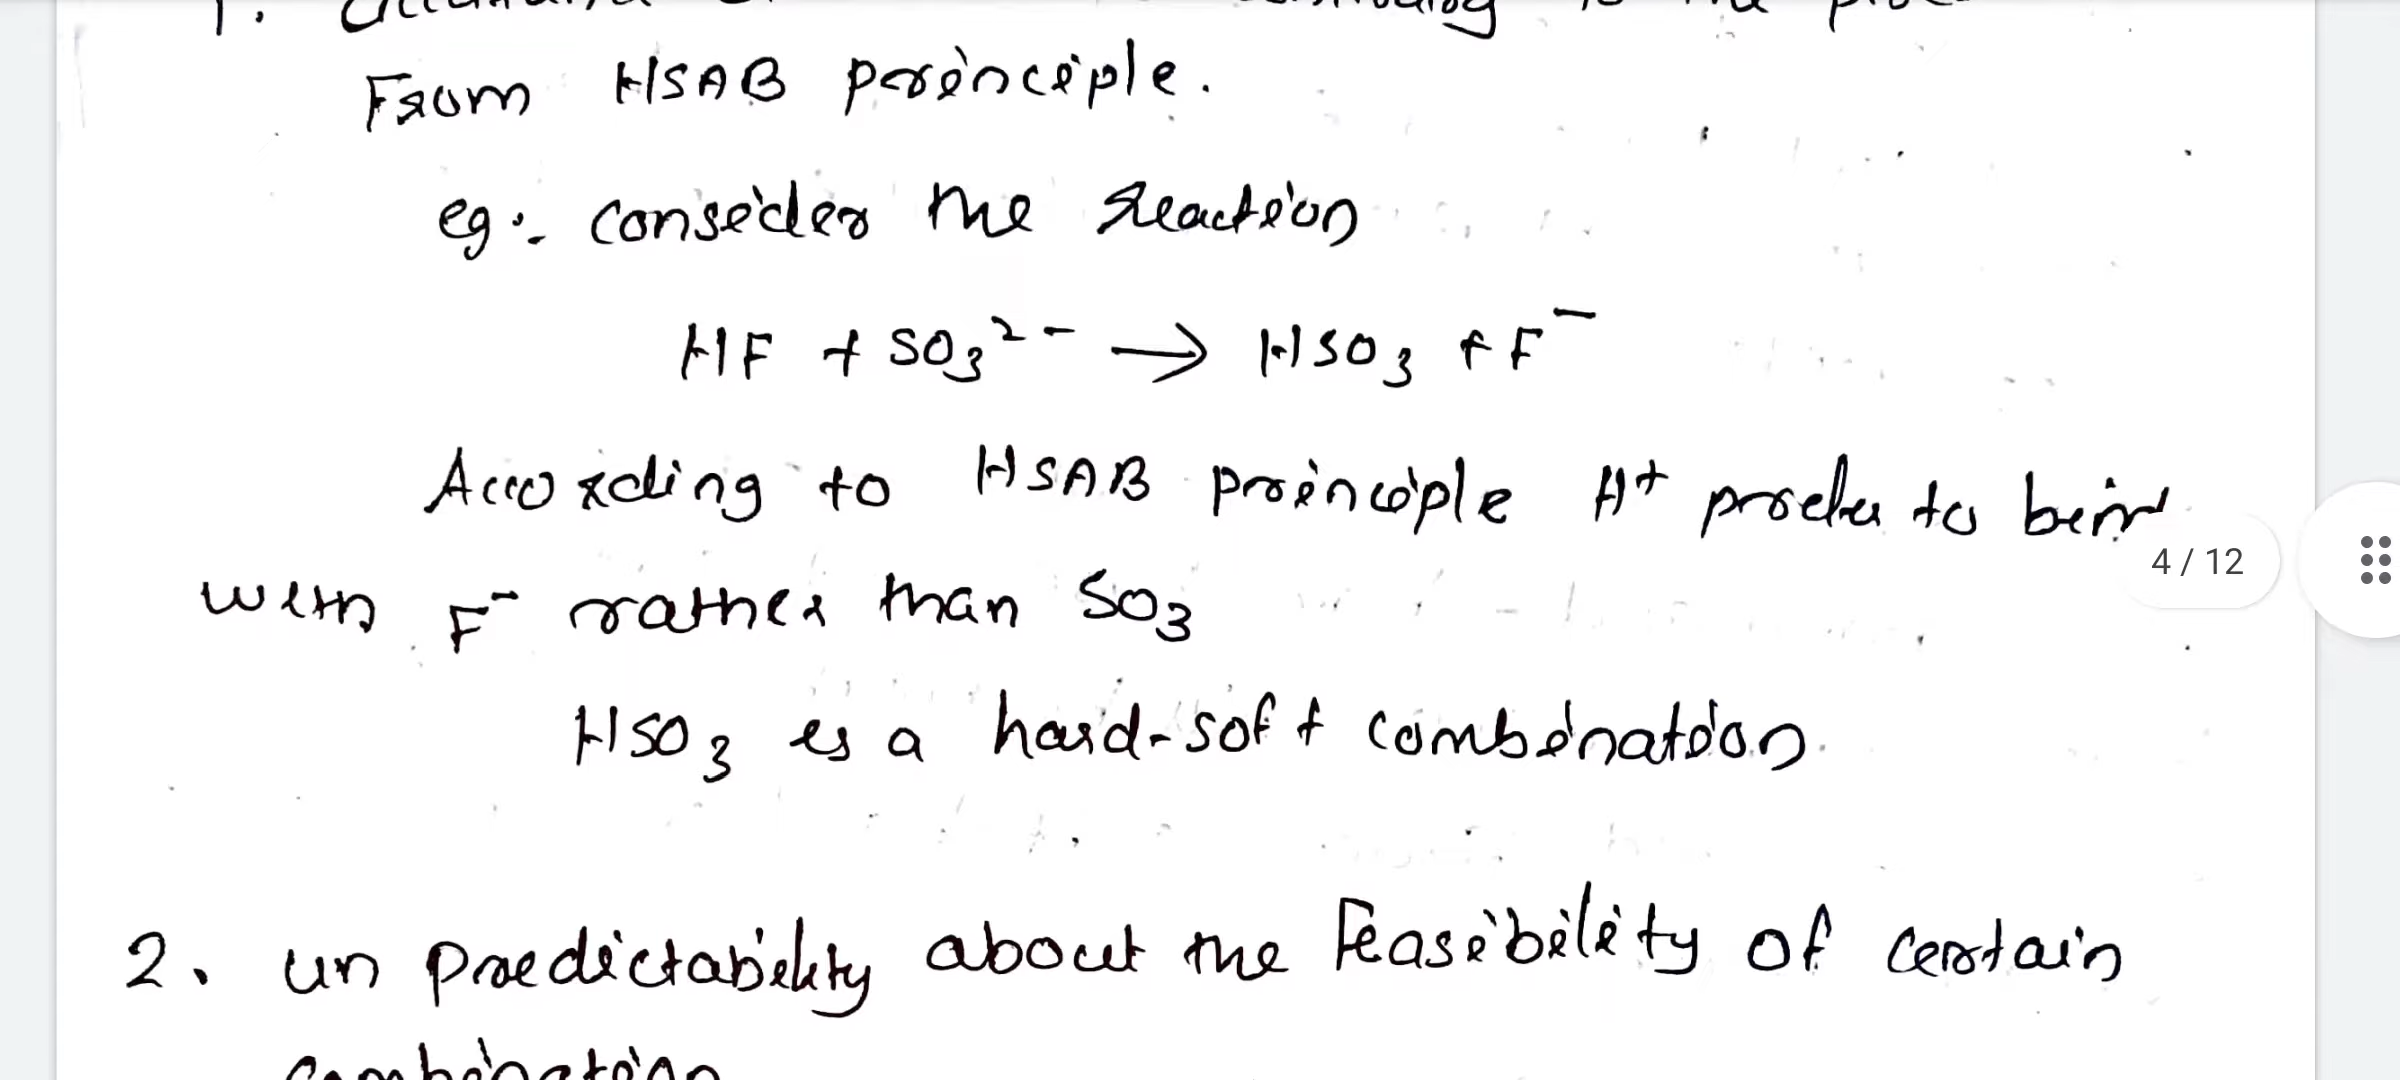 From HSAB principle.
eg:- consider the reaction
HF + SO₃²⁻ → HSO₃ + F⁻
According to HSAB principle H+ prefer to bind
4 / 12
with F⁻ rather than SO₃
HSO₃ is a hard-soft combination.
2. un predictability about the Feasibility of certain
combination